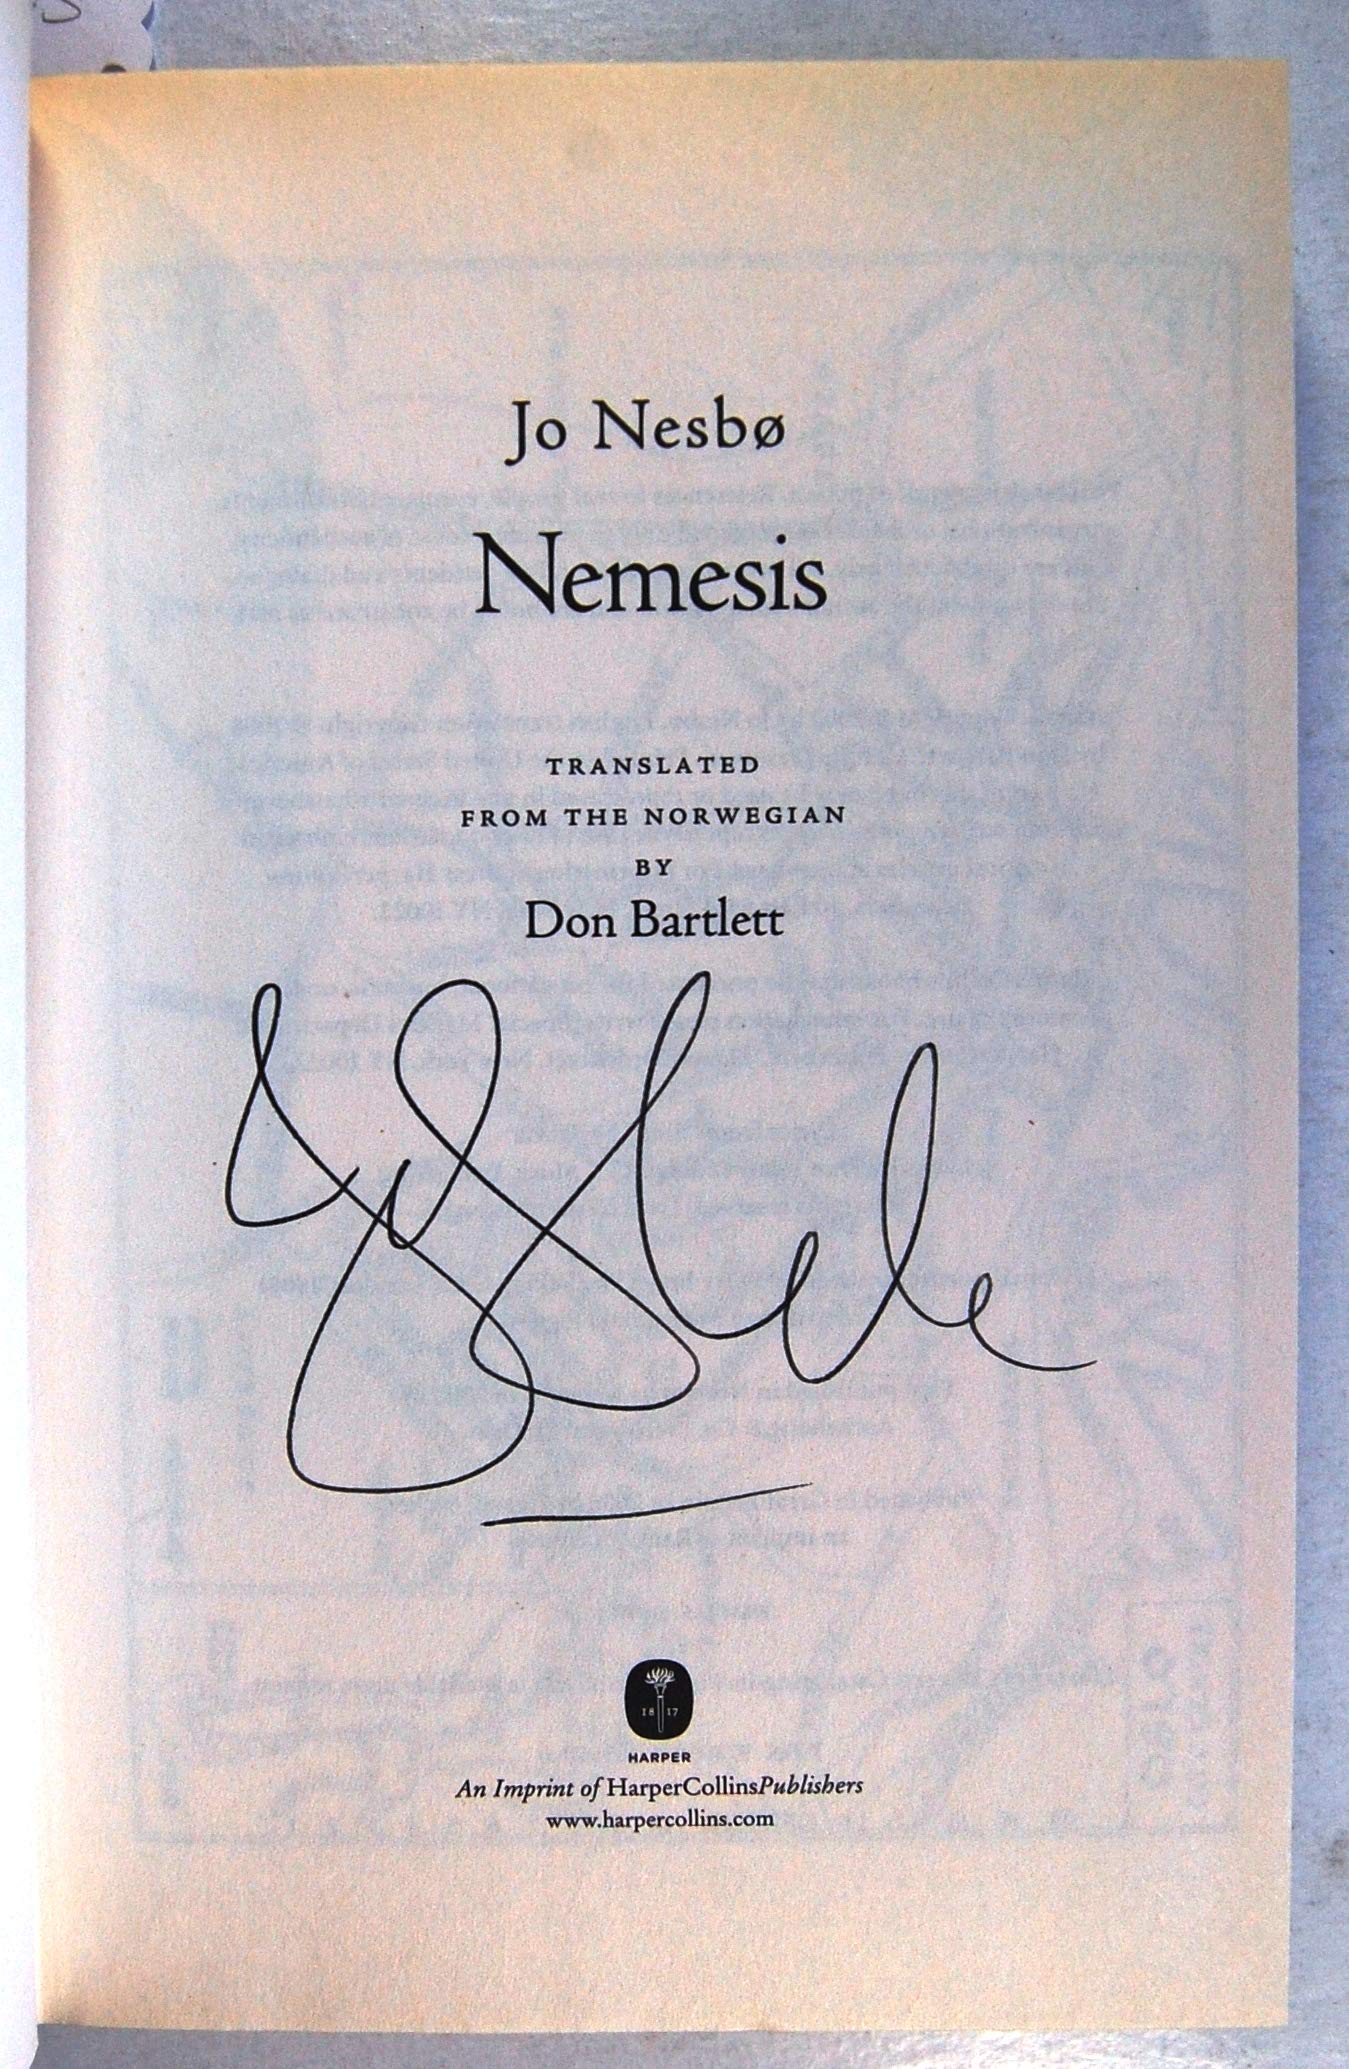 Jo Nesbø
Nemesis
TRANSLATED
FROM THE NORWEGIAN
BY
Don Bartlett
18 17
HARPER
An Imprint of HarperCollinsPublishers
www.harpercollins.com